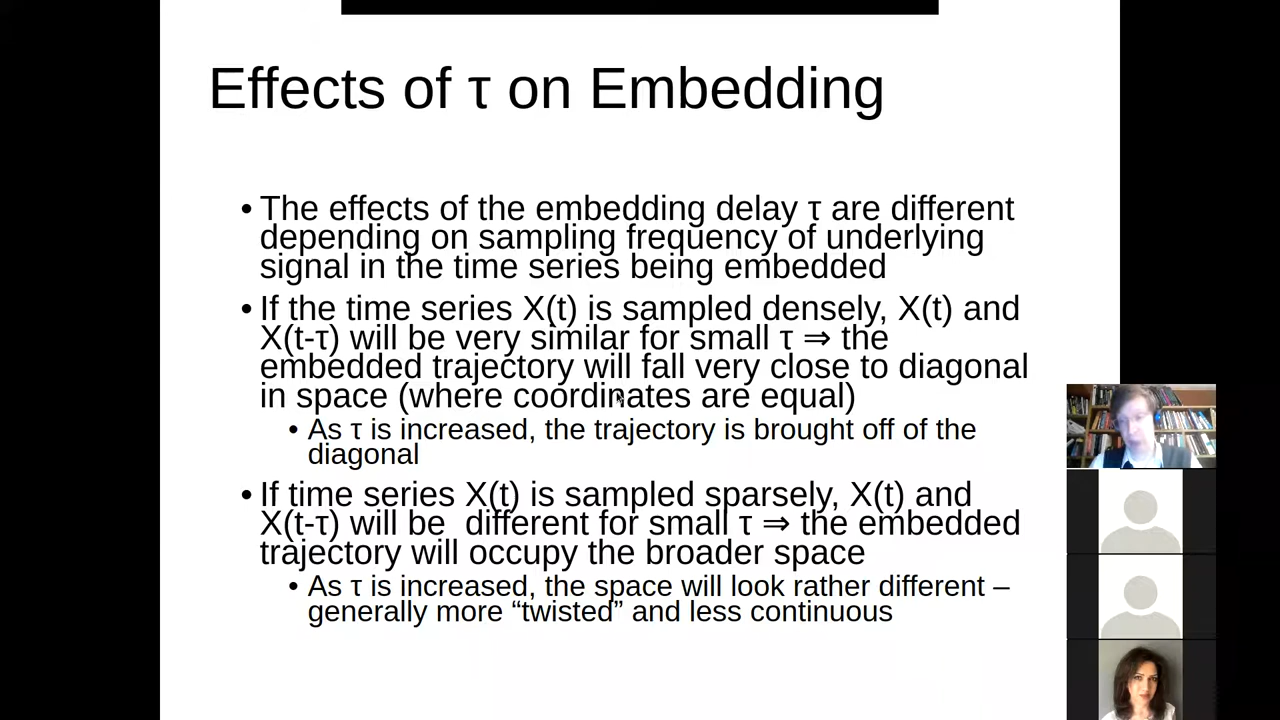 Effects of τ on Embedding
• The effects of the embedding delay τ are different
depending on sampling frequency of underlying
signal in the time series being embedded
• If the time series X(t) is sampled densely, X(t) and
X(t-τ) will be very similar for small τ ⇒ the
embedded trajectory will fall very close to diagonal
in space (where coordinates are equal)
• As τ is increased, the trajectory is brought off of the
diagonal
• If time series X(t) is sampled sparsely, X(t) and
X(t-τ) will be  different for small τ ⇒ the embedded
trajectory will occupy the broader space
• As τ is increased, the space will look rather different –
generally more “twisted” and less continuous